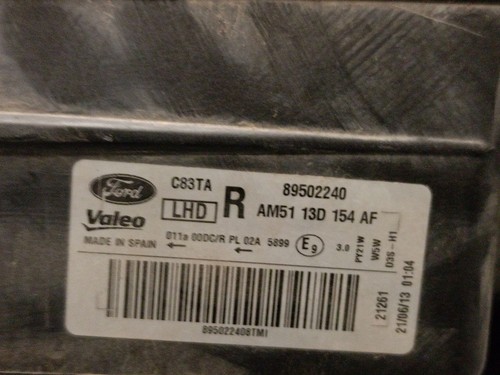 Ford
C83TA
R
89502240
Valeo
LHD
AM51 13D 154 AF
MADE IN SPAIN
011a 00DC/R PL 02A 5899
E9
3.0
PY21W
W5W
D3S-H1
895022408TMI
21261
21/06/13 01:04